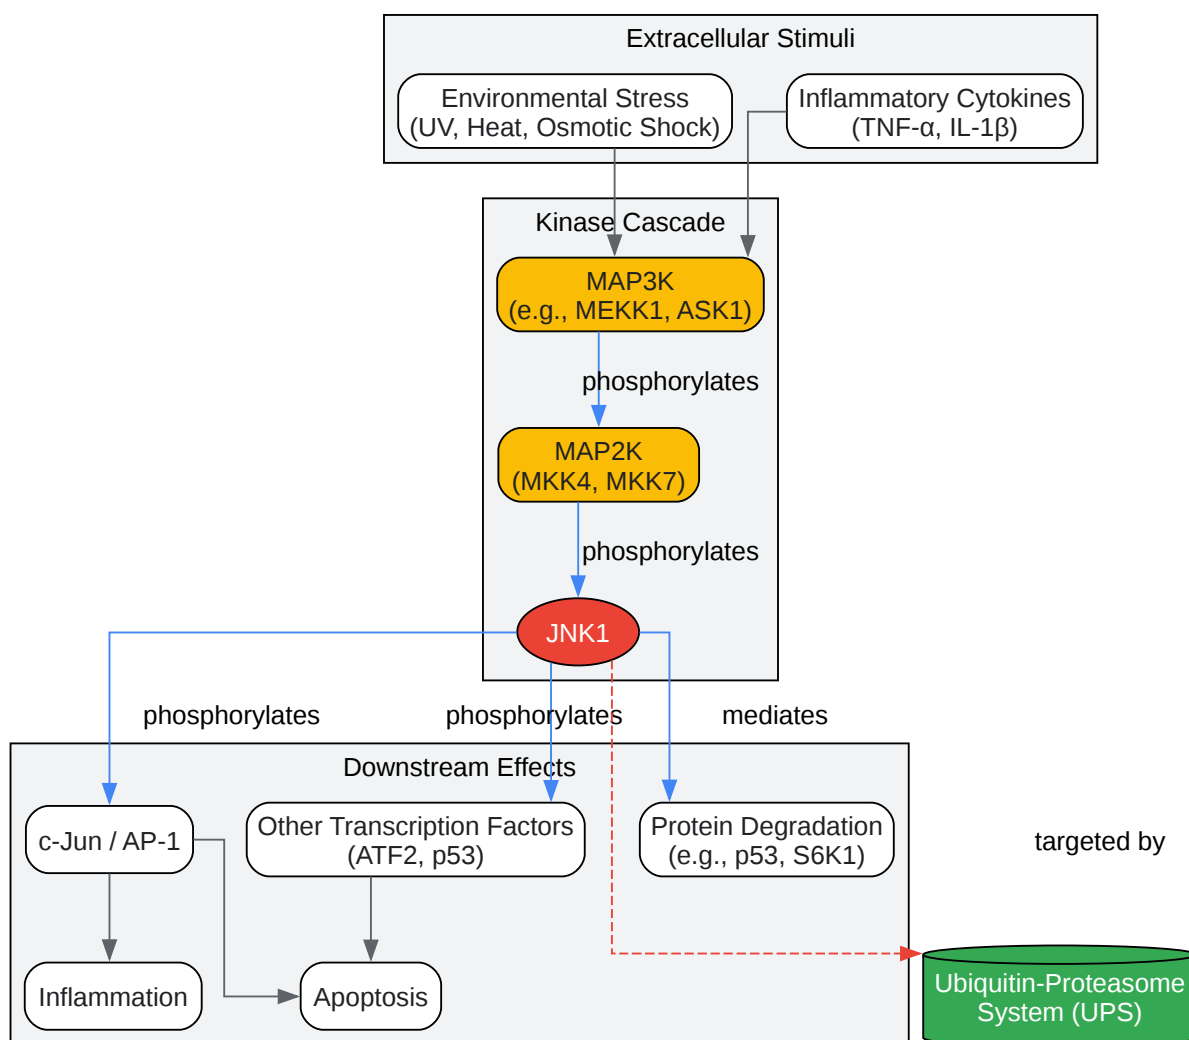 Extracellular Stimuli
Environmental Stress
(UV, Heat, Osmotic Shock)
Inflammatory Cytokines
(TNF-α, IL-1β)
Kinase Cascade
MAP3K
(e.g., MEKK1, ASK1)
phosphorylates
MAP2K
(MKK4, MKK7)
phosphorylates
JNK1
phosphorylates
phosphorylates
mediates
Downstream Effects
c-Jun / AP-1
Other Transcription Factors
(ATF2, p53)
Protein Degradation
(e.g., p53, S6K1)
targeted by
Inflammation
Apoptosis
Ubiquitin-Proteasome
System (UPS)